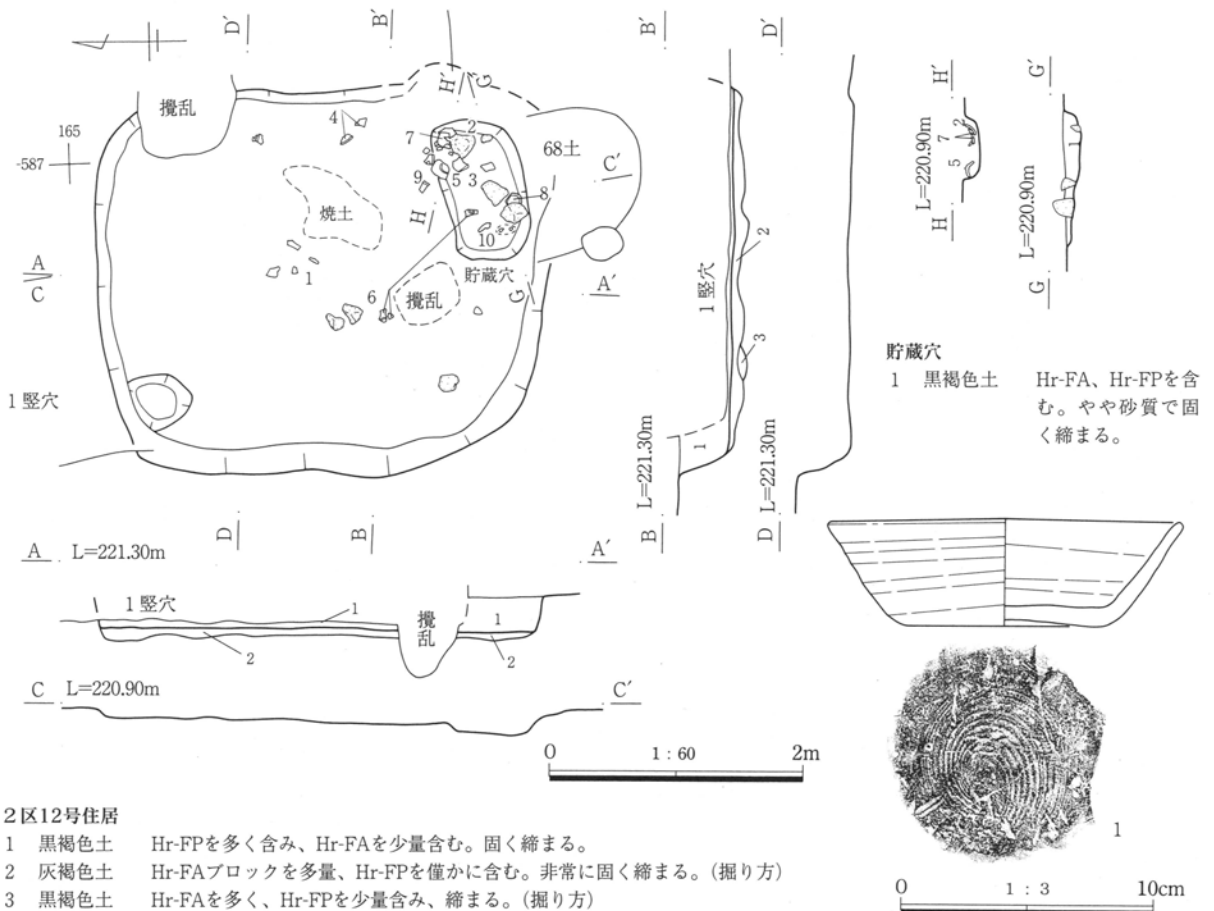 D′
B′
攪乱
165
-587
4
7
2
H′
G′
68土
C′
9
5
3
8
H
焼土
10
A
C
1
貯蔵穴
A′
6
攪乱
G
1竪穴
D
B
B′
D′
1竪穴
2
3
1
L=221.30m
L=221.30m
B
D
H′
G′
L=220.90m
2
7
5
H
L=220.90m
1
G
貯蔵穴
1 黒褐色土 Hr-FA、Hr-FPを含
む。やや砂質で固
く締まる。
A L=221.30m A′
1竪穴
1
攪乱
1
2
2
C L=220.90m C′
0 1:60 2m
1
0 1:3 10cm
2区12号住居
1 黒褐色土 Hr-FPを多く含み、Hr-FAを少量含む。固く締まる。
2 灰褐色土 Hr-FAブロックを多量、Hr-FPを僅かに含む。非常に固く締まる。(掘り方)
3 黒褐色土 Hr-FAを多く、Hr-FPを少量含み、締まる。(掘り方)